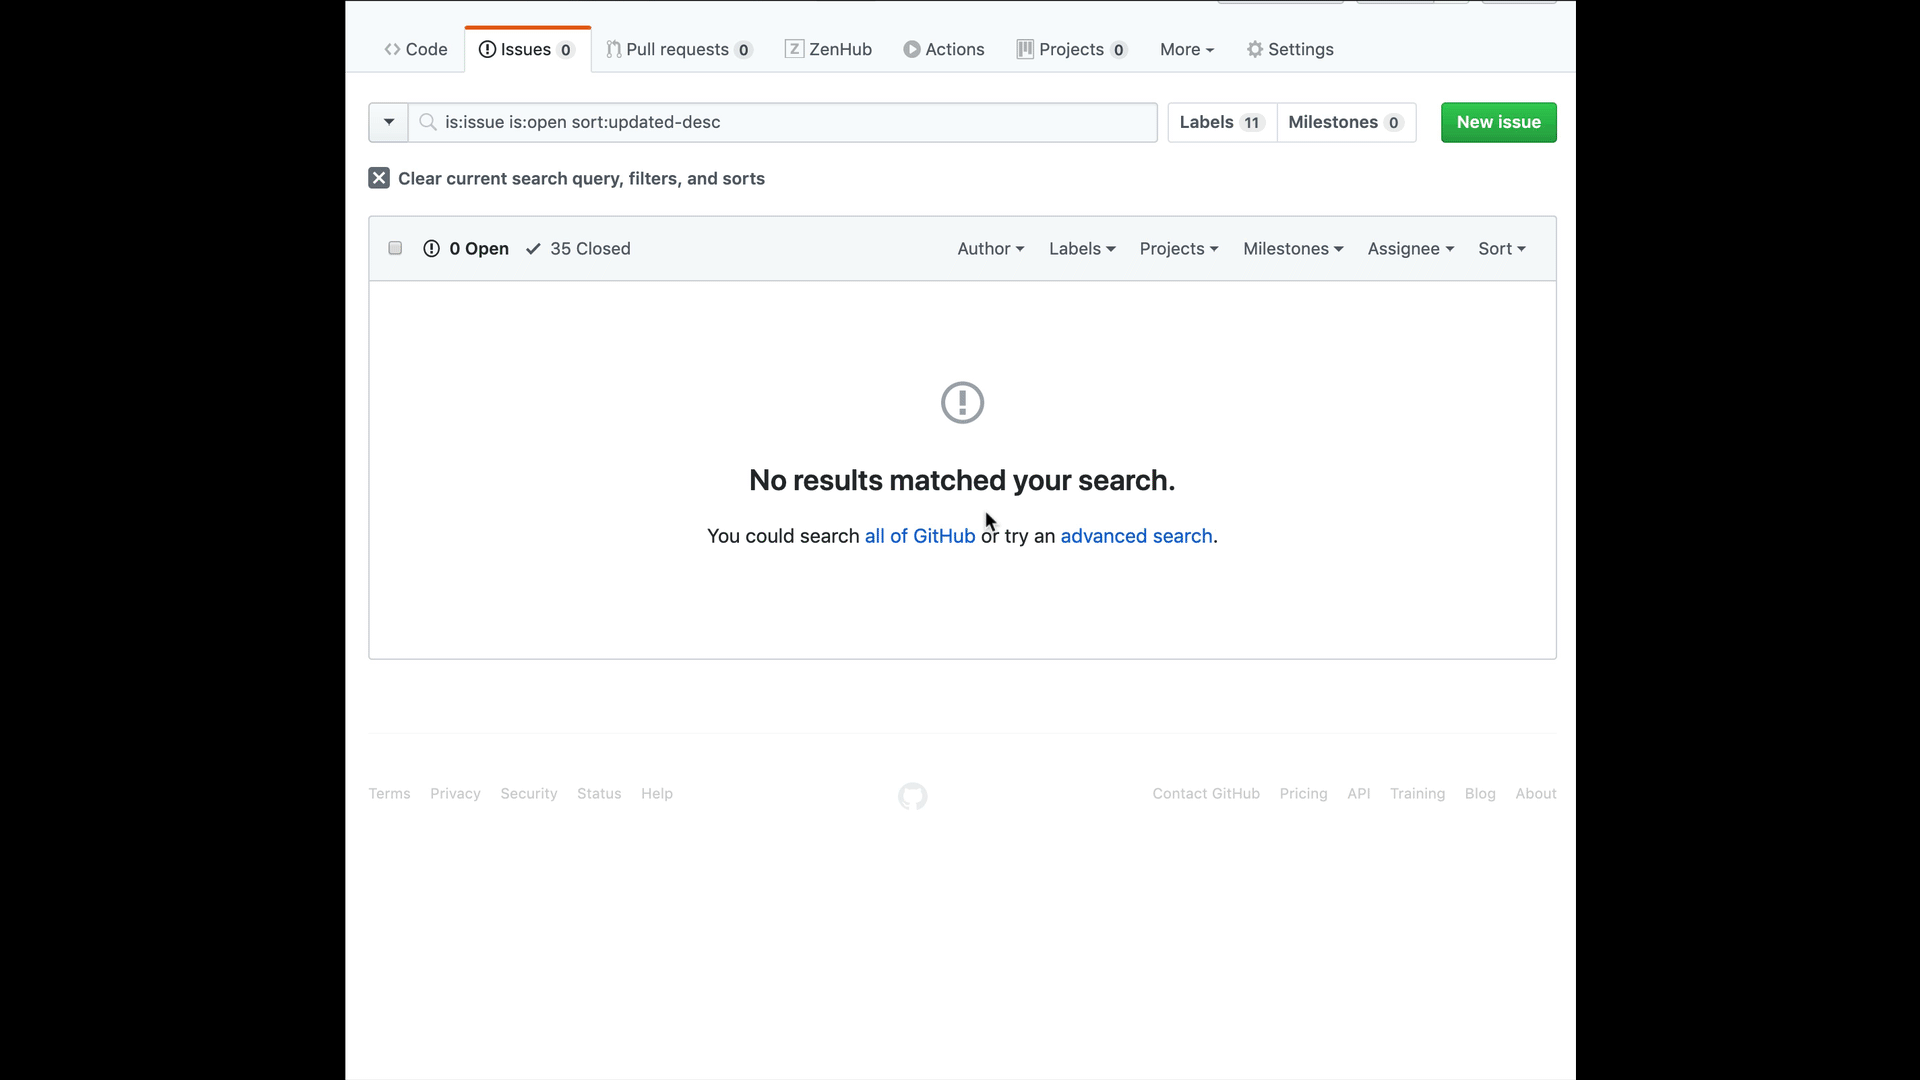 Code Issues 0 Pull requests 0 ZenHub Actions Projects 0 More Settings
is:issue is:open sort:updated-desc Labels 11 Milestones 0 New issue
Clear current search query, filters, and sorts
0 Open 35 Closed Author Labels Projects Milestones Assignee Sort
No results matched your search.
You could search all of GitHub or try an advanced search.
Terms Privacy Security Status Help Contact GitHub Pricing API Training Blog About